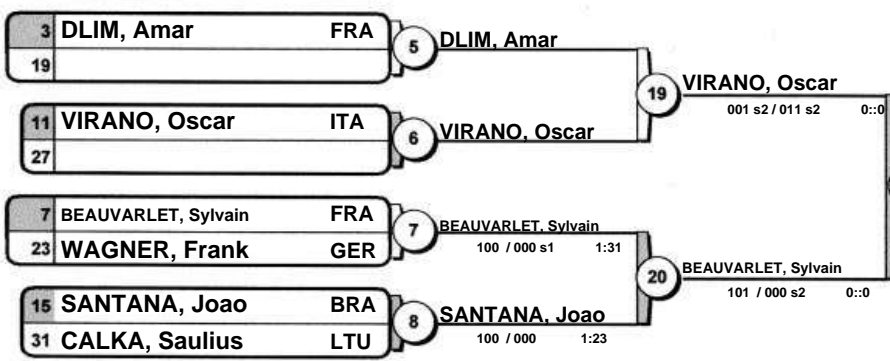 3 DLIM, Amar FRA
19
5 DLIM, Amar
11 VIRANO, Oscar ITA
27
6 VIRANO, Oscar
19 VIRANO, Oscar
001 s2 / 011 s2 0::0
7 BEAUVARLET, Sylvain FRA
23 WAGNER, Frank GER
7 BEAUVARLET, Sylvain
100 / 000 s1 1:31
15 SANTANA, Joao BRA
31 CALKA, Saulius LTU
8 SANTANA, Joao
100 / 000 1:23
20 BEAUVARLET, Sylvain
101 / 000 s2 0::0